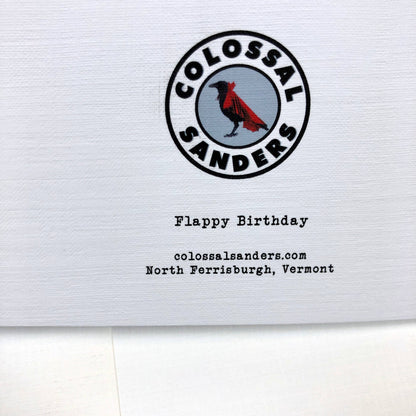 COLOSSAL
SANDERS
Flappy Birthday
colossalsanders.com
North Ferrisburgh, Vermont